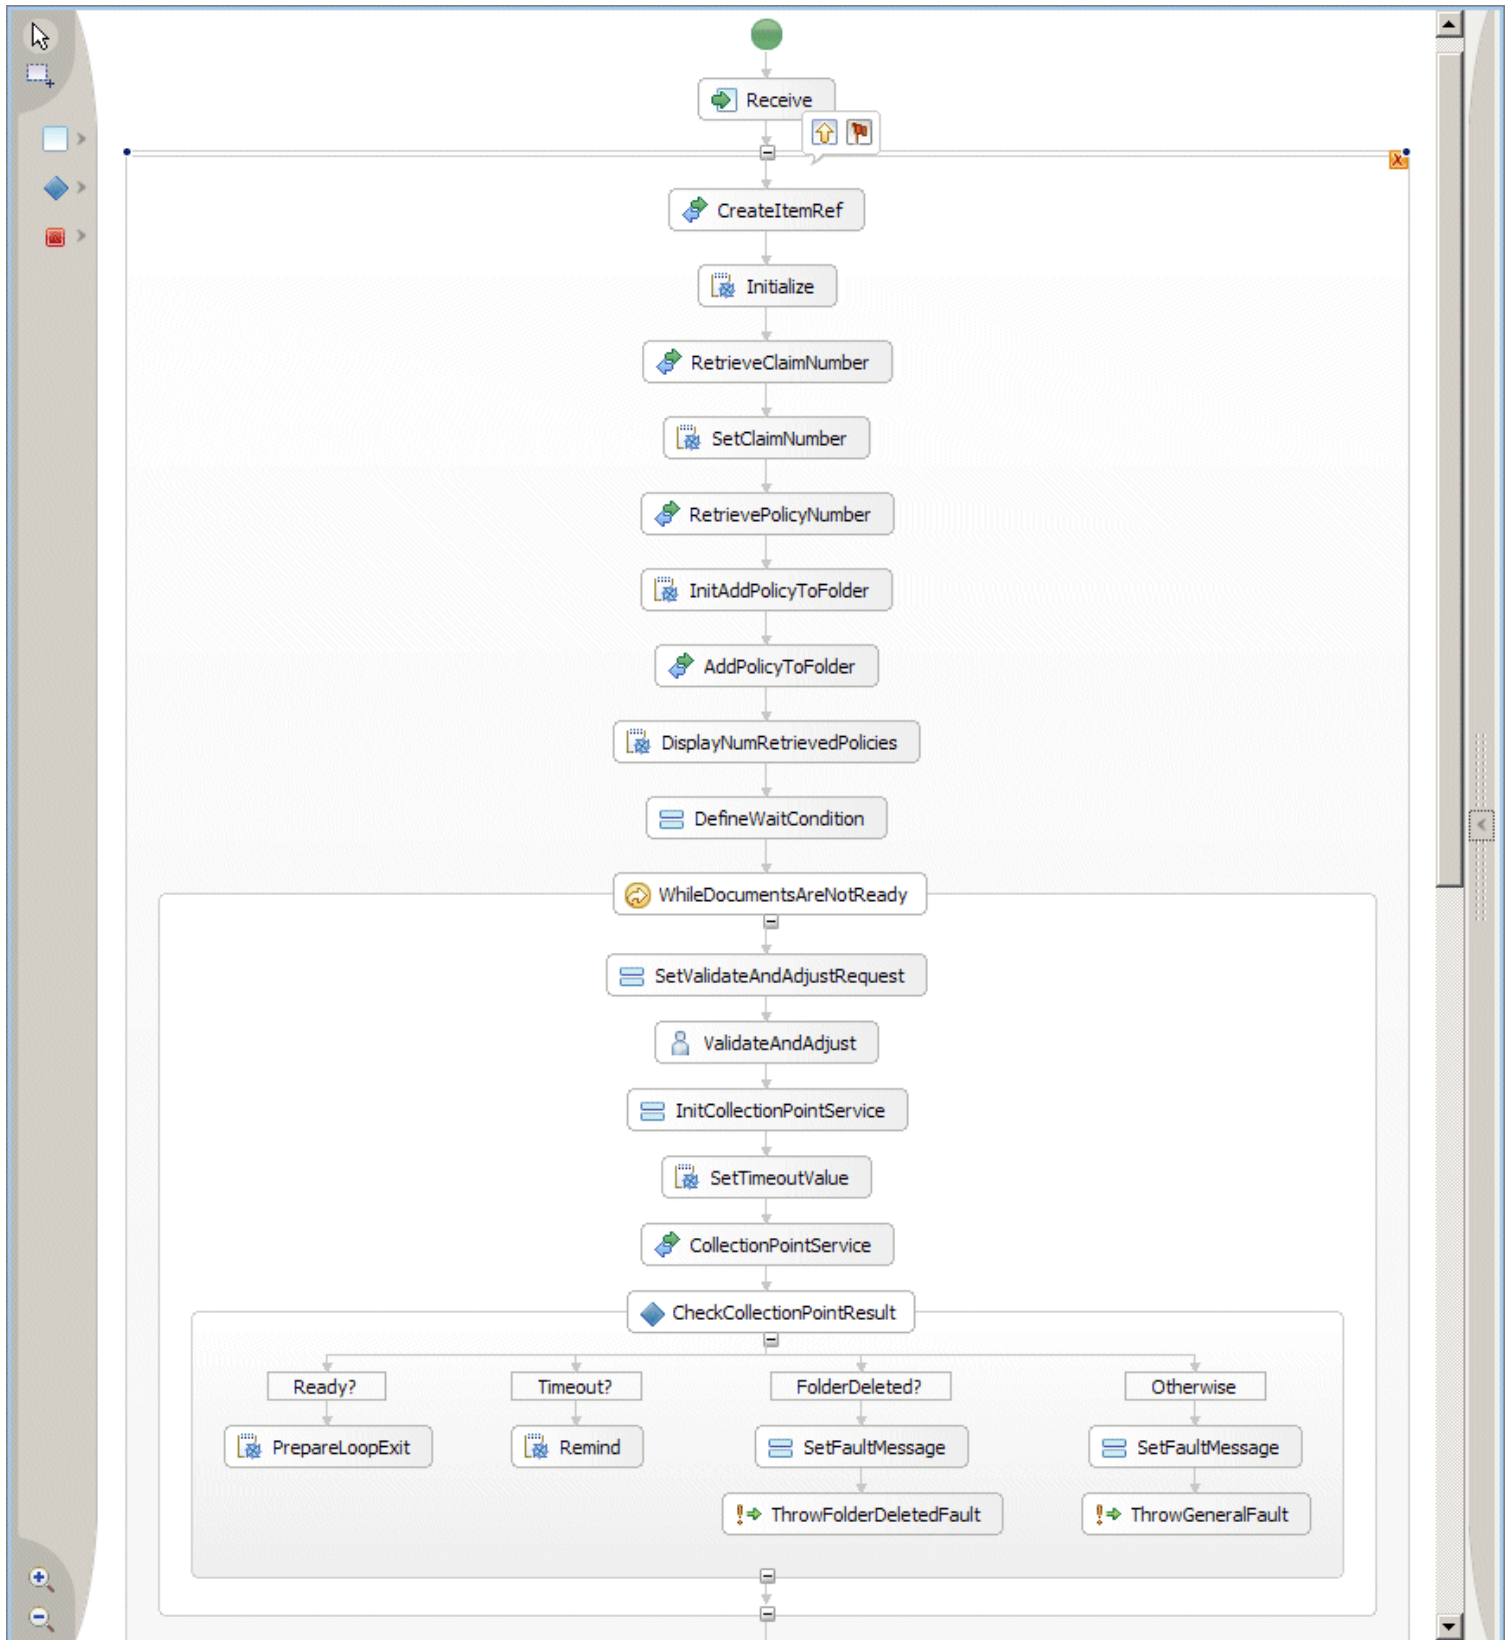 Receive
CreateItemRef
Initialize
RetrieveClaimNumber
SetClaimNumber
RetrievePolicyNumber
InitAddPolicyToFolder
AddPolicyToFolder
DisplayNumRetrievedPolicies
DefineWaitCondition
WhileDocumentsAreNotReady
SetValidateAndAdjustRequest
ValidateAndAdjust
InitCollectionPointService
SetTimeoutValue
CollectionPointService
CheckCollectionPointResult
Ready? Timeout? FolderDeleted? Otherwise
PrepareLoopExit Remind SetFaultMessage SetFaultMessage
ThrowFolderDeletedFault ThrowGeneralFault